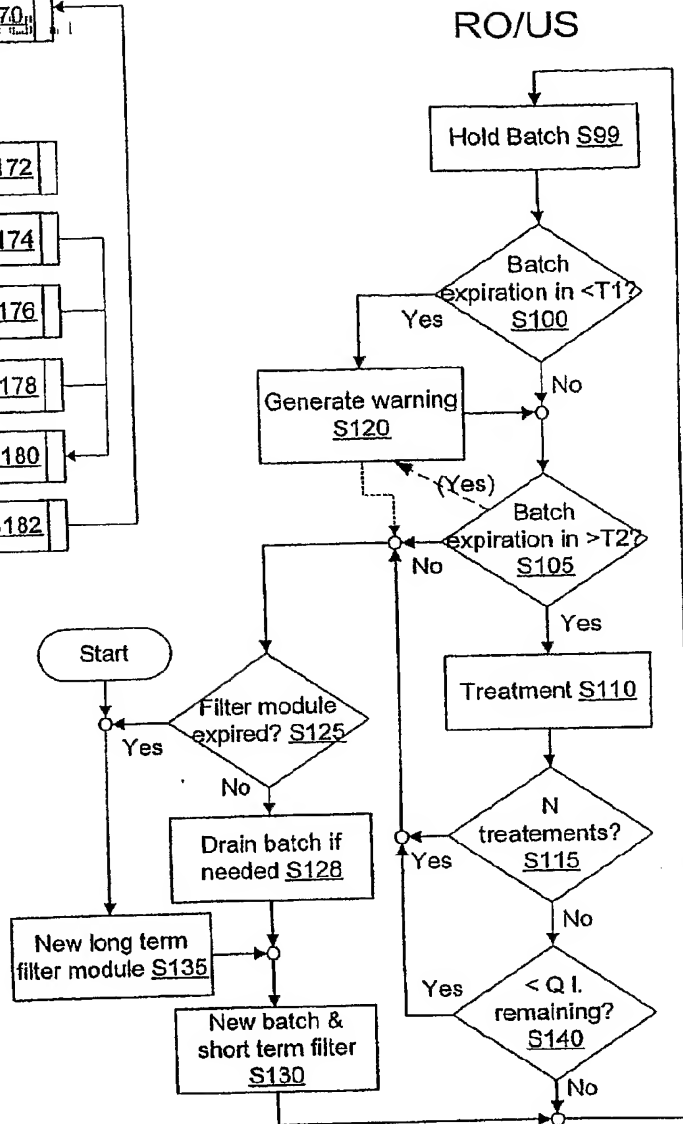 RO/US
70
172
174
176
178
180
182
Hold Batch S99
Batch
expiration in <T1?
S100
Yes
No
Generate warning
S120
(Yes)
Batch
expiration in >T2?
S105
No
Yes
Start
Filter module
expired? S125
Yes
No
Treatment S110
N
treatements?
S115
Yes
No
Drain batch if
needed S128
New long term
filter module S135
< Q l.
remaining?
S140
Yes
No
New batch &
short term filter
S130